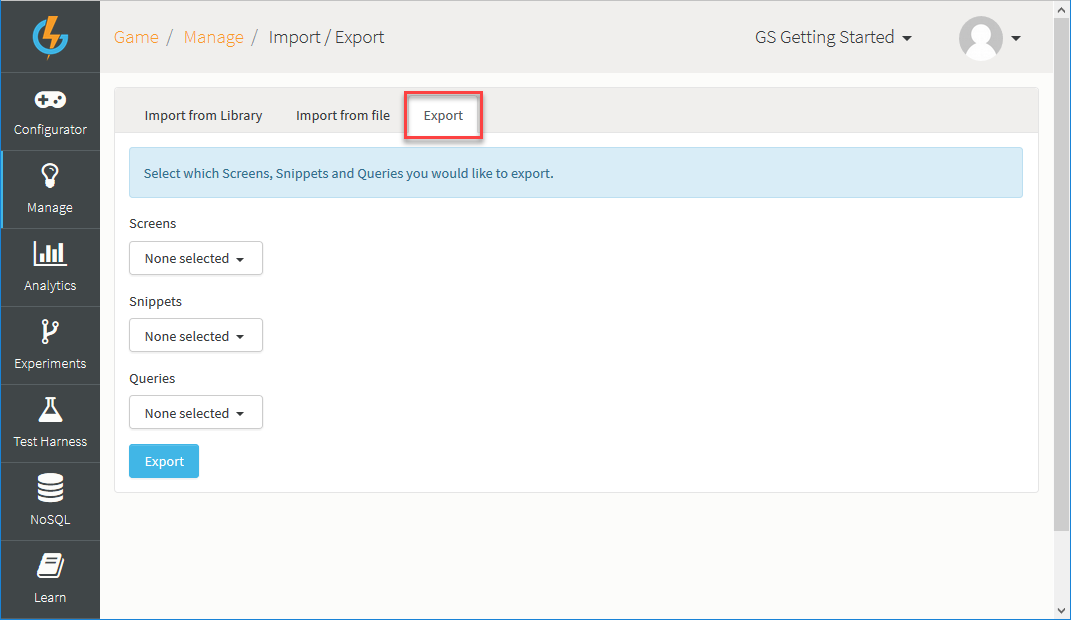 Game / Manage / Import / Export
GS Getting Started
Configurator
Manage
Analytics
Experiments
Test Harness
NoSQL
Learn
Import from Library
Import from file
Export
Select which Screens, Snippets and Queries you would like to export.
Screens
None selected
Snippets
None selected
Queries
None selected
Export